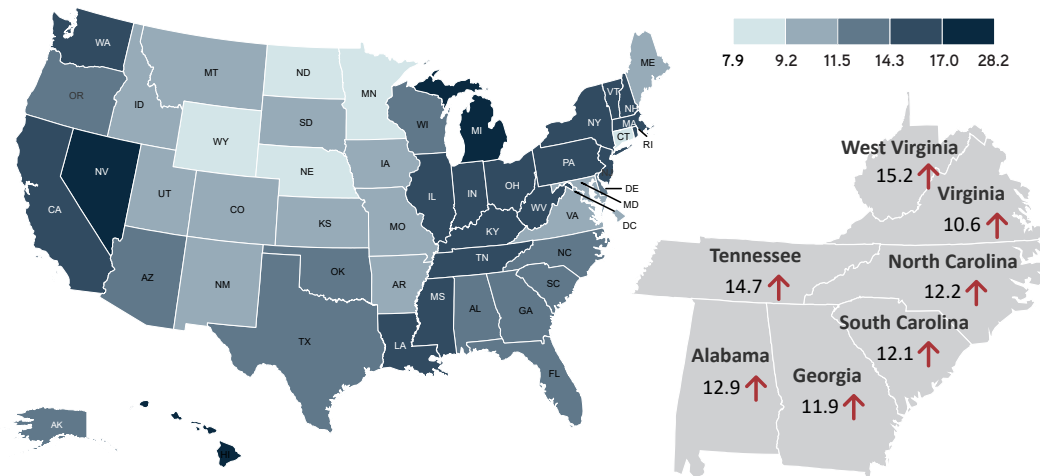 7.9 9.2 11.5 14.3 17.0 28.2
WA
OR
CA
NV
ID
MT
WY
UT
AZ
CO
NM
ND
SD
NE
KS
OK
TX
MN
IA
MO
AR
LA
WI
IL
MI
IN
OH
KY
TN
MS
AL
GA
FL
SC
NC
VA
WV
PA
NY
VT
NH
ME
MA
CT
RI
DE
MD
DC
AK
HI
West Virginia
15.2
Virginia
10.6
Tennessee
14.7
North Carolina
12.2
South Carolina
12.1
Alabama
12.9
Georgia
11.9